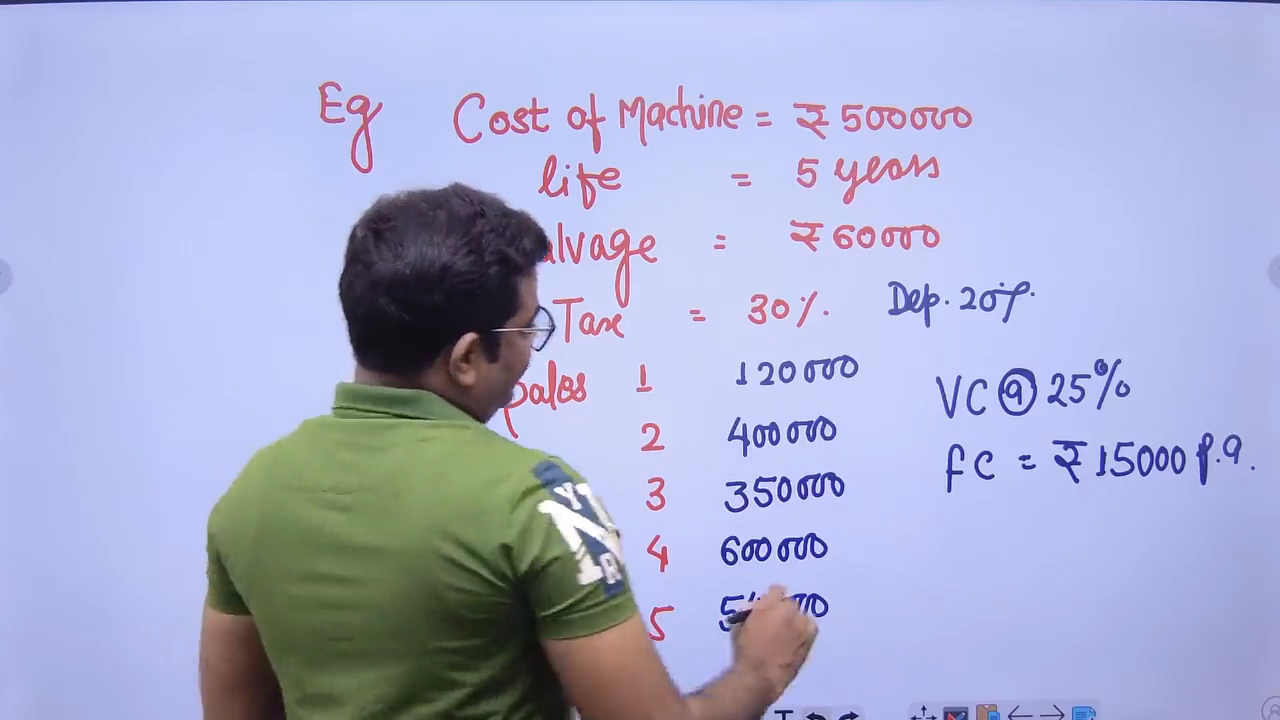 Eg Cost of Machine = ₹ 500000
life = 5 years
alvage = ₹ 60000
Tax = 30% Dep. 20%
Sales 1 120000
VC @ 25%
2 400000
FC = ₹ 15000 p.a.
3 350000
4 600000
5